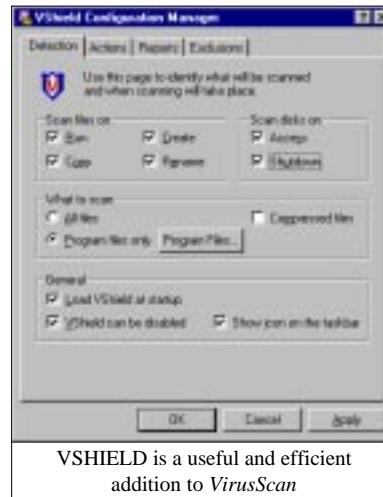 VShield Configuration Manager
Detection Actions Reports Exclusions
Use this page to identify what will be scanned
and when scanning will take place.
Scan files on
Run Create
Copy Rename
Scan disks on
Access
Shutdown
What to scan
All files
Compressed files
Program files only Program Files...
General
Load VShield at startup
VShield can be disabled Show icon on the taskbar
OK Cancel Apply
VSHIELD is a useful and efficient
addition to VirusScan